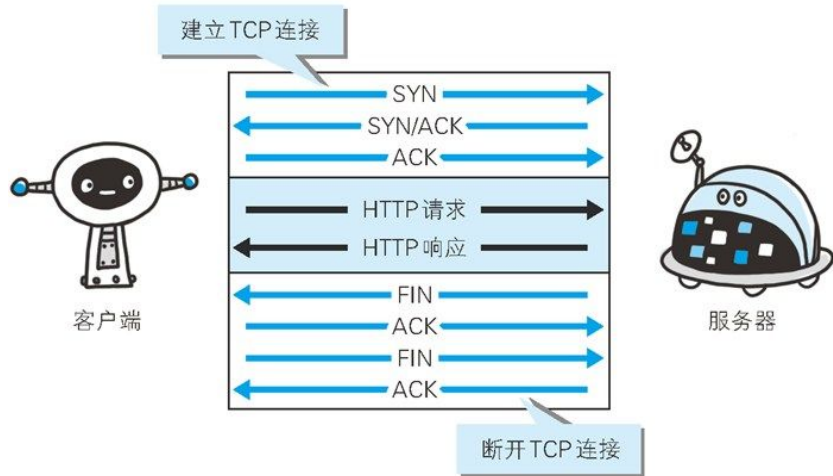 建立TCP连接
SYN
SYN/ACK
ACK
HTTP请求
HTTP响应
FIN
ACK
FIN
ACK
客户端
服务器
断开TCP连接